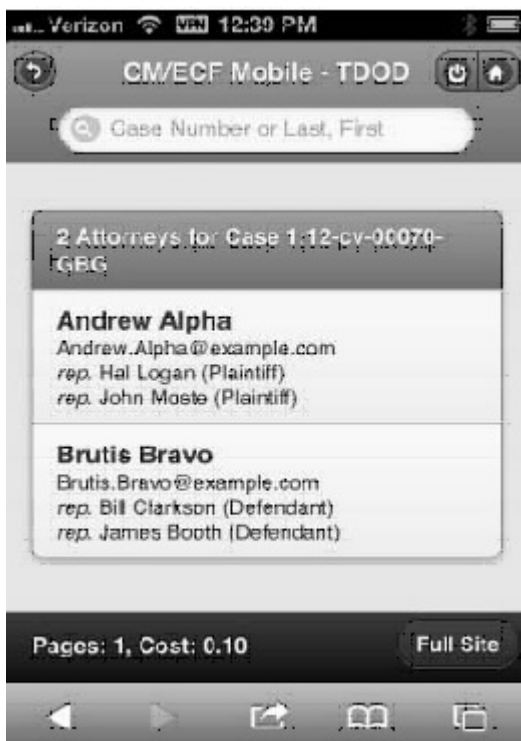 Verizon VPN 12:39 PM
CM/ECF Mobile - TDOD
Case Number or Last, First
2 Attorneys for Case 1:12-cv-00070-
GBG
Andrew Alpha
Andrew.Alpha@example.com
rep. Hal Logan (Plaintiff)
rep. John Moste (Plaintiff)
Brutis Bravo
Brutis.Bravo@example.com
rep. Bill Clarkson (Defendant)
rep. James Booth (Defendant)
Pages: 1, Cost: 0.10
Full Site